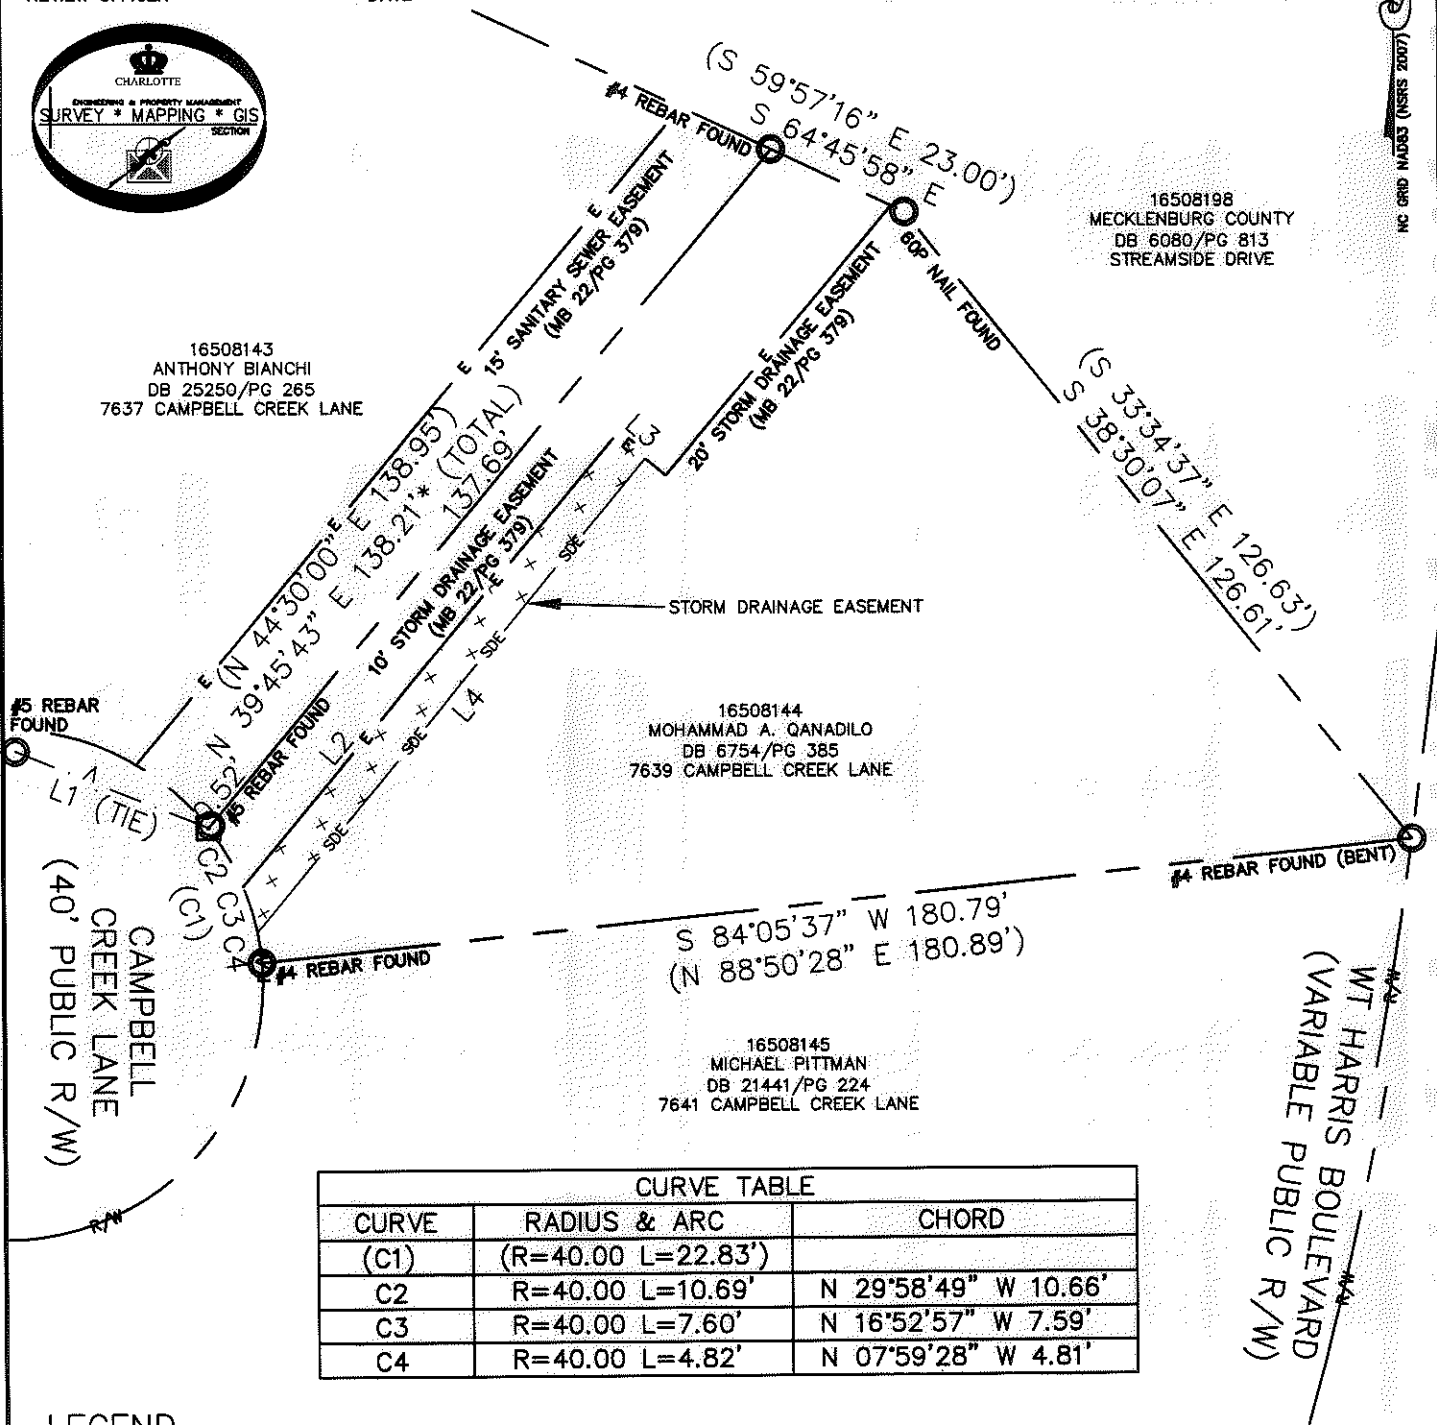 CHARLOTTE
ENGINEERING & PROPERTY MANAGEMENT
SURVEY * MAPPING * GIS
SECTION
NC GRID NAD83 (NSRS 2007)
#4 REBAR FOUND
(S 59°57'16" E 23.00')
S 64°45'58" E
60P NAIL FOUND
16508198
MECKLENBURG COUNTY
DB 6080/PG 813
STREAMSIDE DRIVE
15' SANITARY SEWER EASEMENT
(MB 22/PG 379)
20' STORM DRAINAGE EASEMENT
(MB 22/PG 379)
16508143
ANTHONY BIANCHI
DB 25250/PG 265
7637 CAMPBELL CREEK LANE
(S 33°34'37" E 126.63')
S 38°30'07" E 126.61'
(N 44°30'00" E 138.95')
N 39°45'43" E 138.21'* (TOTAL)
137.69'
10' STORM DRAINAGE EASEMENT
(MB 22/PG 379)
L3
E
E
E
E
E
E
E
E
SDE
SDE
SDE
SDE
STORM DRAINAGE EASEMENT
L2
L4
#5 REBAR
FOUND
#5 REBAR FOUND
L1 (TIE)
16508144
MOHAMMAD A. QANADILO
DB 6754/PG 385
7639 CAMPBELL CREEK LANE
C2
C3
C4
(C1)
#4 REBAR FOUND (BENT)
#4 REBAR FOUND
S 84°05'37" W 180.79'
(N 88°50'28" E 180.89')
CAMPBELL
CREEK LANE
(40' PUBLIC R/W)
R/W
16508145
MICHAEL PITTMAN
DB 21441/PG 224
7641 CAMPBELL CREEK LANE
WT HARRIS BOULEVARD
(VARIABLE PUBLIC R/W)
R/W
R/W
CURVE TABLE
CURVE RADIUS & ARC CHORD
(C1) (R=40.00 L=22.83')
C2 R=40.00 L=10.69' N 29°58'49" W 10.66'
C3 R=40.00 L=7.60' N 16°52'57" W 7.59'
C4 R=40.00 L=4.82' N 07°59'28" W 4.81'
LEGEND